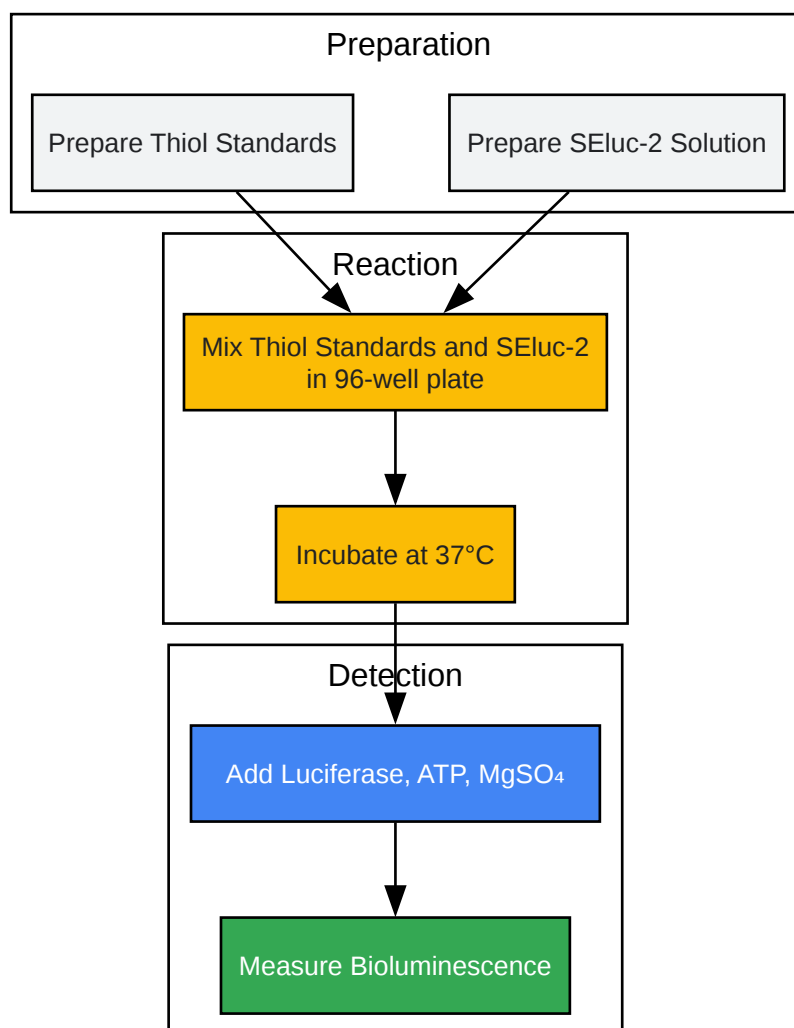 Preparation
Prepare Thiol Standards
Prepare SEluc-2 Solution
Reaction
Mix Thiol Standards and SEluc-2
in 96-well plate
Incubate at 37°C
Detection
Add Luciferase, ATP, MgSO₄
Measure Bioluminescence